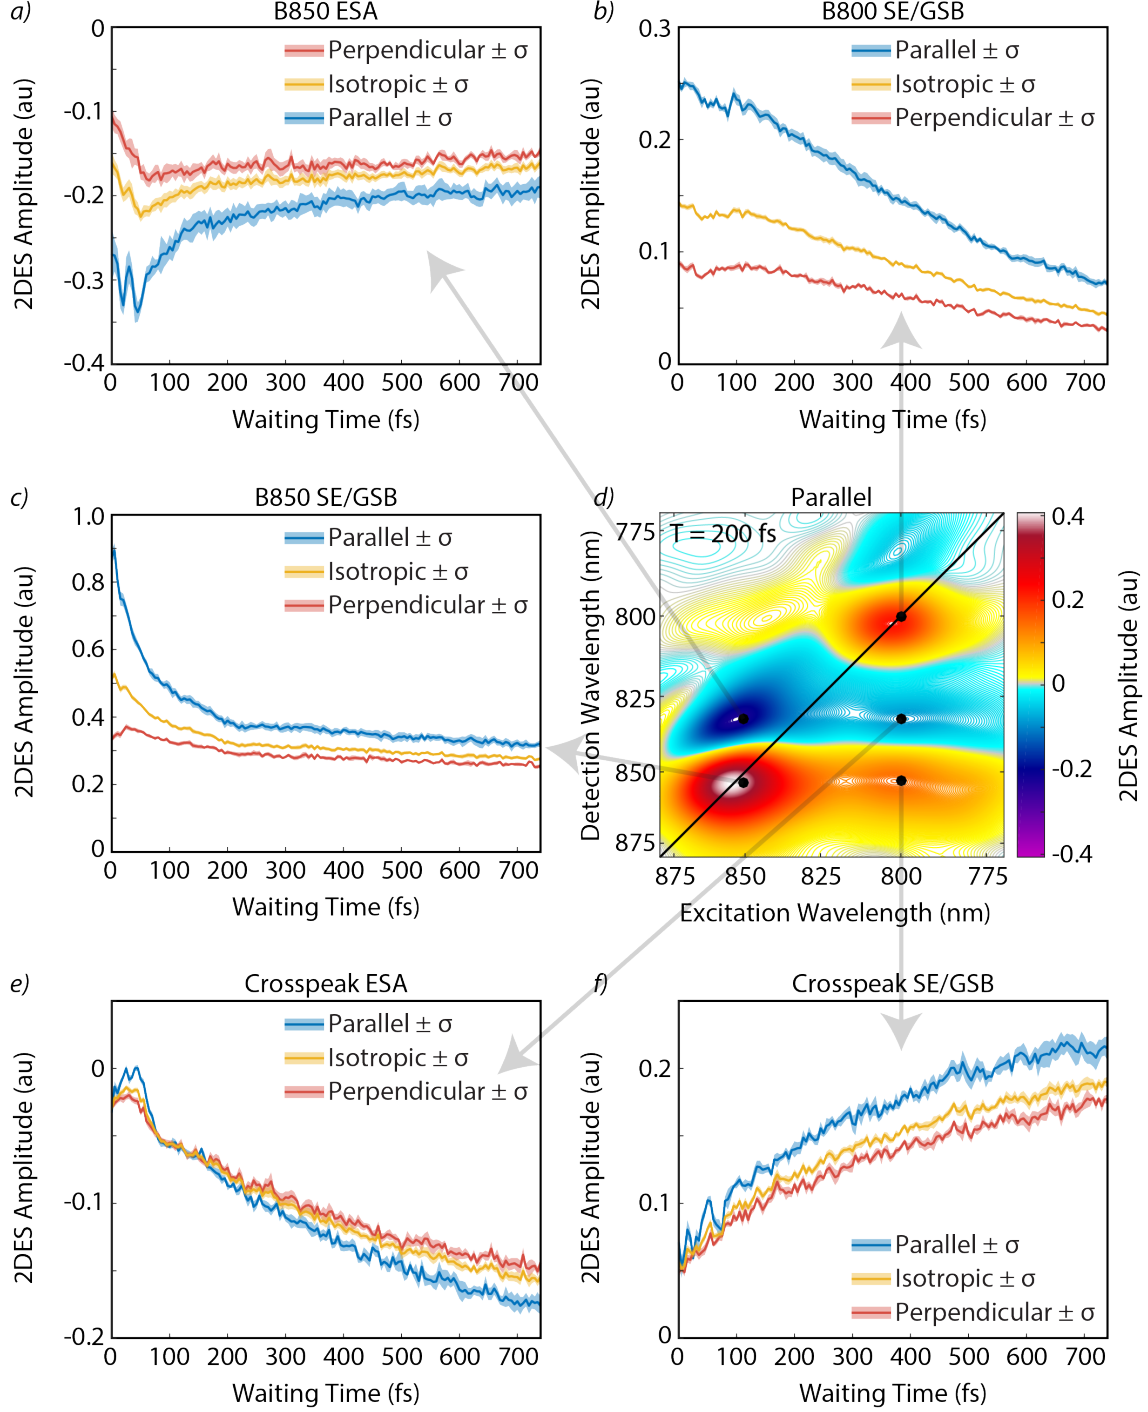 a)
B850 ESA
0
-0.1
-0.2
-0.3
-0.4
2DES Amplitude (au)
Perpendicular ± σ
Isotropic ± σ
Parallel ± σ
0 100 200 300 400 500 600 700
Waiting Time (fs)
b)
B800 SE/GSB
0.3
0.2
0.1
0
2DES Amplitude (au)
Parallel ± σ
Isotropic ± σ
Perpendicular ± σ
0 100 200 300 400 500 600 700
Waiting Time (fs)
c)
B850 SE/GSB
1.0
0.8
0.6
0.4
0.2
0
2DES Amplitude (au)
Parallel ± σ
Isotropic ± σ
Perpendicular ± σ
0 100 200 300 400 500 600 700
Waiting Time (fs)
d)
Parallel
T = 200 fs
775
800
825
850
875
Detection Wavelength (nm)
875 850 825 800 775
Excitation Wavelength (nm)
0.4
0.2
0
-0.2
-0.4
2DES Amplitude (au)
e)
Crosspeak ESA
0
-0.1
-0.2
2DES Amplitude (au)
Parallel ± σ
Isotropic ± σ
Perpendicular ± σ
0 100 200 300 400 500 600 700
Waiting Time (fs)
f)
Crosspeak SE/GSB
0.2
0.1
0
2DES Amplitude (au)
Parallel ± σ
Isotropic ± σ
Perpendicular ± σ
0 100 200 300 400 500 600 700
Waiting Time (fs)